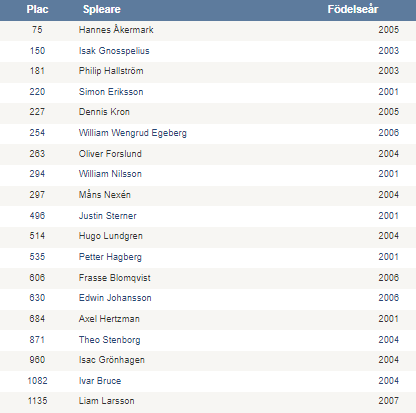 Plac Spleare Födelseår
75 Hannes Åkermark 2005
150 Isak Gnosspelius 2003
181 Philip Hallström 2003
220 Simon Eriksson 2001
227 Dennis Kron 2005
254 William Wengrud Egeberg 2006
263 Oliver Forslund 2004
294 William Nilsson 2001
297 Måns Nexén 2004
496 Justin Sterner 2001
514 Hugo Lundgren 2004
535 Petter Hagberg 2001
606 Frasse Blomqvist 2006
630 Edwin Johansson 2006
684 Axel Hertzman 2001
871 Theo Stenborg 2004
960 Isac Grönhagen 2004
1082 Ivar Bruce 2004
1135 Liam Larsson 2007